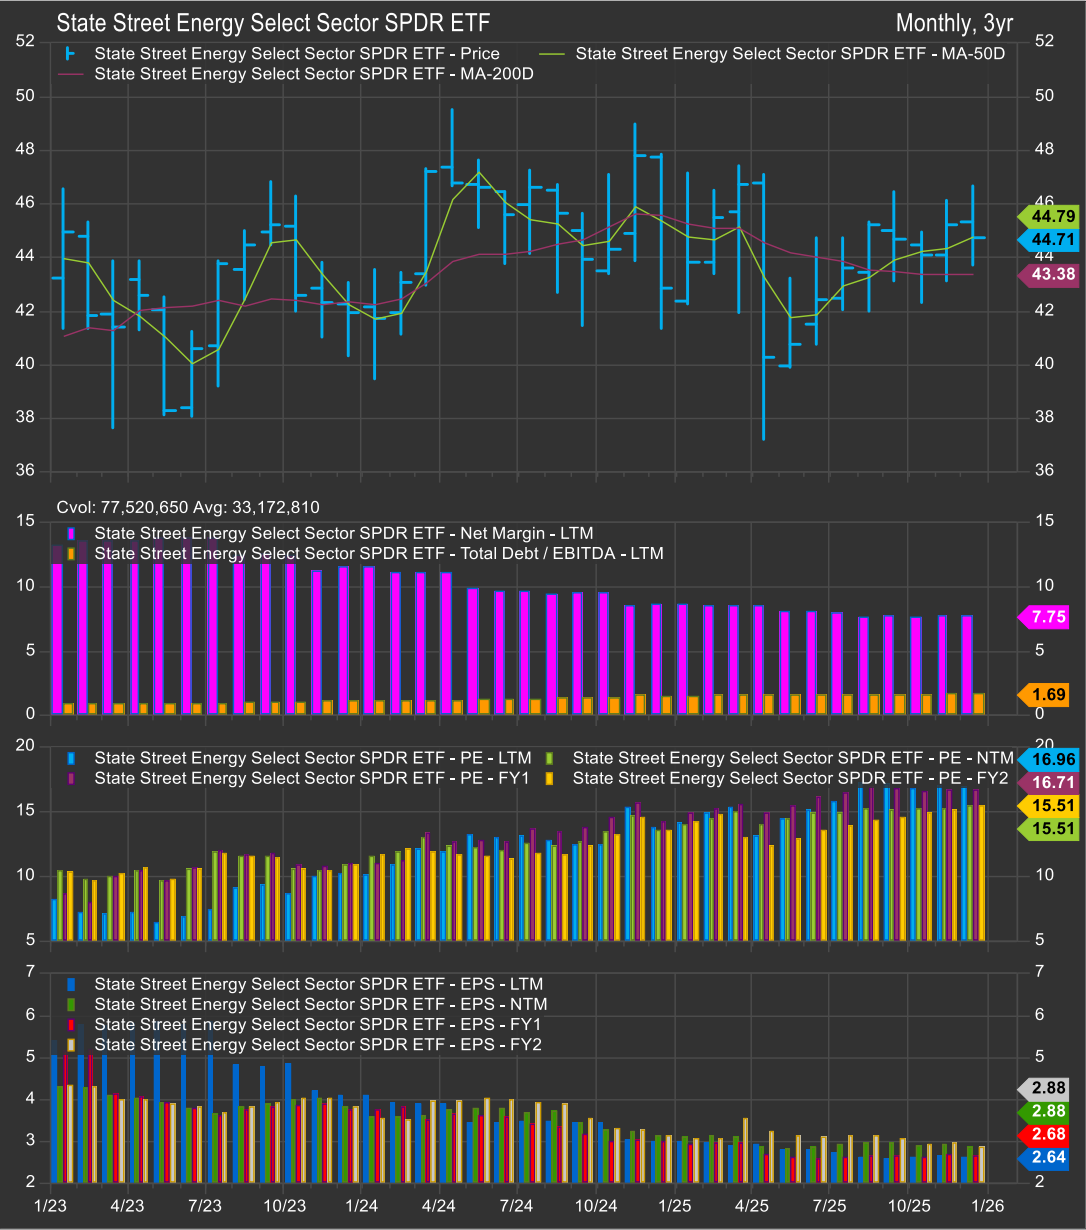 State Street Energy Select Sector SPDR ETF Monthly, 3yr
52 52
State Street Energy Select Sector SPDR ETF - Price State Street Energy Select Sector SPDR ETF - MA-50D
State Street Energy Select Sector SPDR ETF - MA-200D
50 50
48 48
46 46
44.79
44.71
44 44
43.38
42 42
40 40
38 38
36 36
Cvol: 77,520,650 Avg: 33,172,810
15 15
State Street Energy Select Sector SPDR ETF - Net Margin - LTM
State Street Energy Select Sector SPDR ETF - Total Debt / EBITDA - LTM
10 10
7.75
5 5
1.69
0 0
20 20
State Street Energy Select Sector SPDR ETF - PE - LTM State Street Energy Select Sector SPDR ETF - PE - NTM
16.96
State Street Energy Select Sector SPDR ETF - PE - FY1 State Street Energy Select Sector SPDR ETF - PE - FY2
16.71
15.51
15 15
15.51
10 10
5 5
7 7
State Street Energy Select Sector SPDR ETF - EPS - LTM
State Street Energy Select Sector SPDR ETF - EPS - NTM
6 6
State Street Energy Select Sector SPDR ETF - EPS - FY1
State Street Energy Select Sector SPDR ETF - EPS - FY2
5 5
2.88
4 4
2.88
2.68
3 3
2.64
2 2
1/23 4/23 7/23 10/23 1/24 4/24 7/24 10/24 1/25 4/25 7/25 10/25 1/26